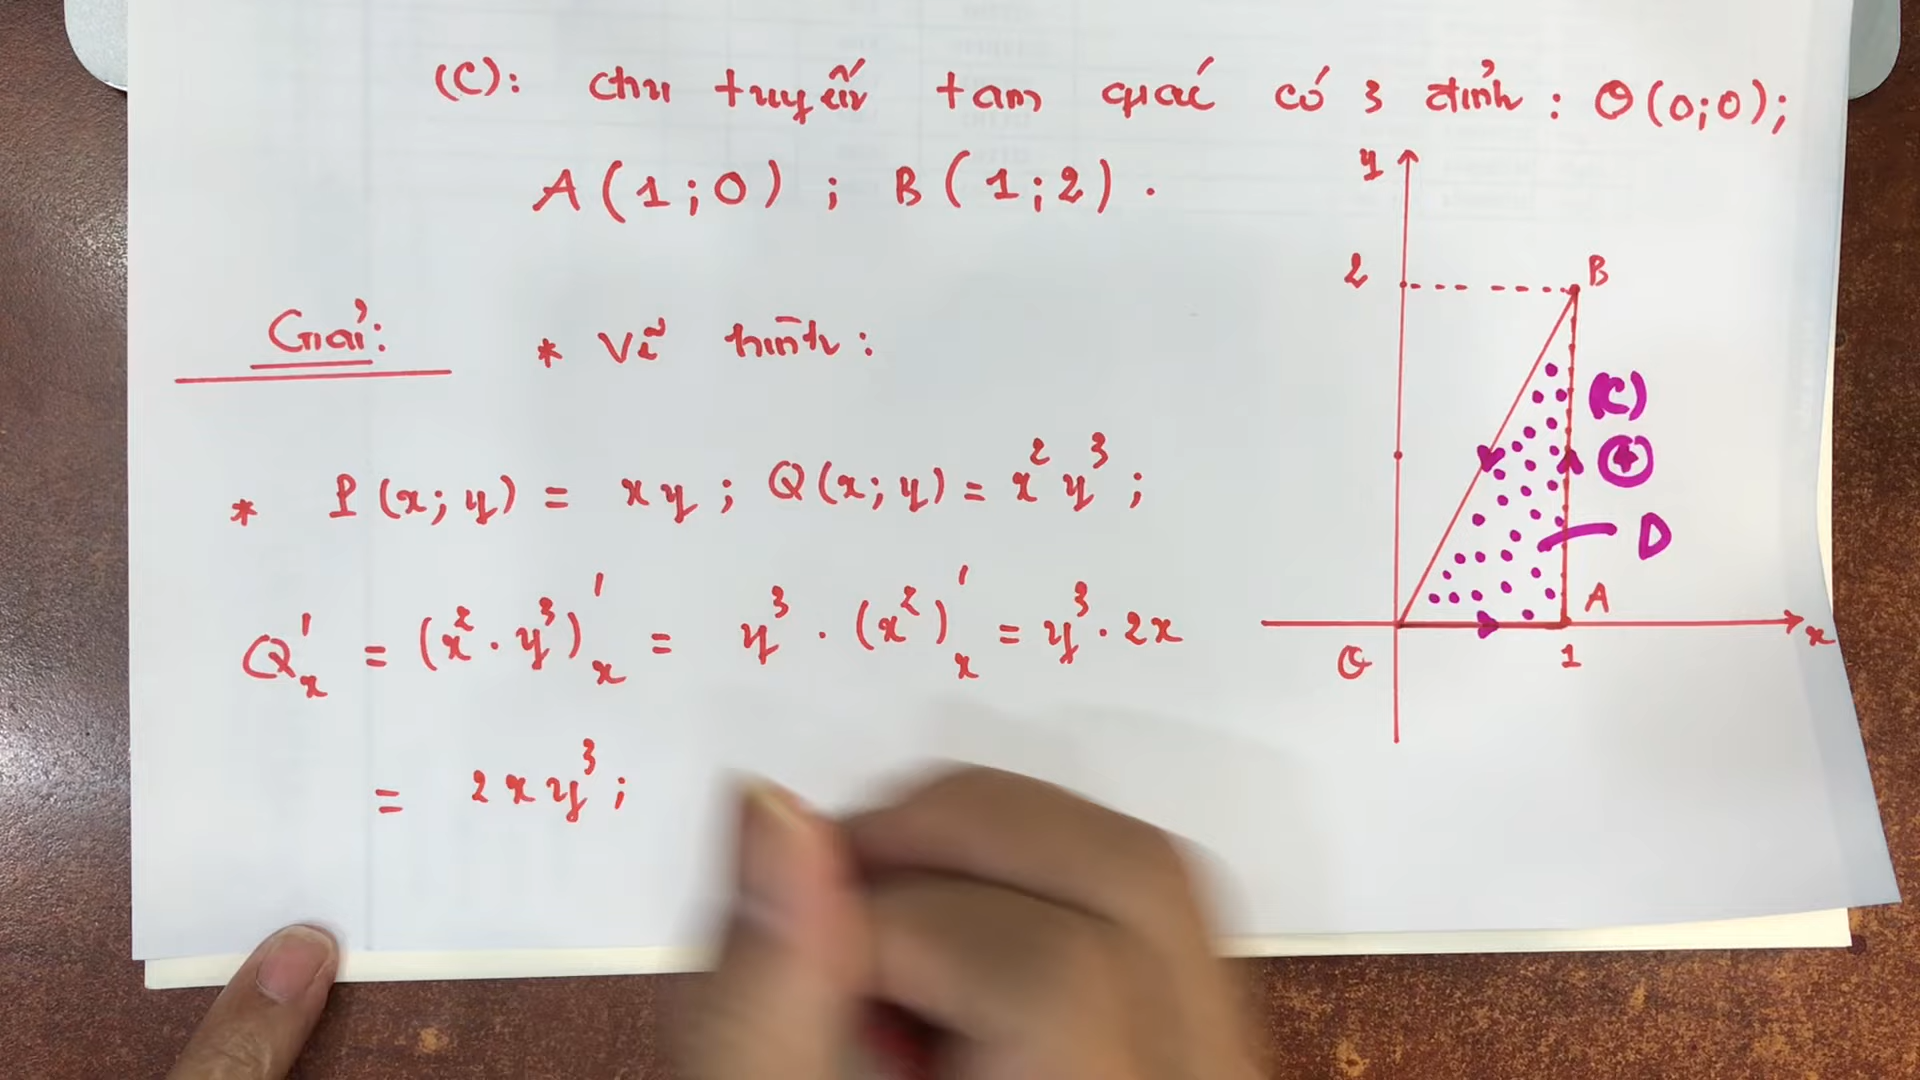 (C): chu tuyến tam giác có 3 đỉnh : O(0;0);
A(1;0) ; B(1;2) .
Giải: * Vẽ hình :
* P(x;y) = xy ; Q(x;y) = x²y³ ;
Q'ₓ = (x².y³)'ₓ = y³.(x²)'ₓ = y³.2x
= 2xy³ ;
y
2 B
(C)
+
D
A
O 1 x